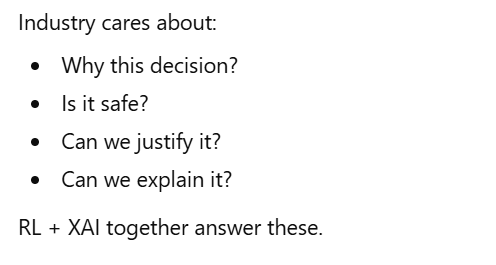 Industry cares about:
• Why this decision?
• Is it safe?
• Can we justify it?
• Can we explain it?
RL + XAI together answer these.